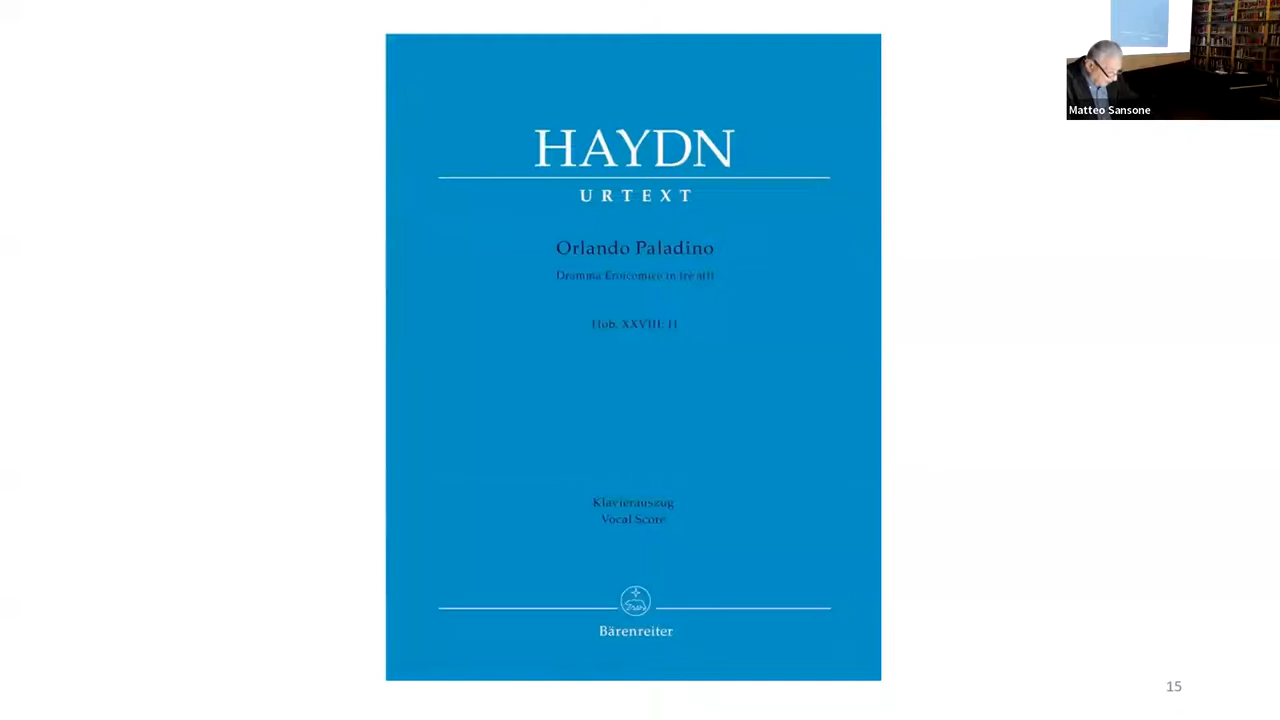 HAYDN
URTEXT
Orlando Paladino
Dramma Eroicomico in tre atti
Hob. XXVIII: 11
Klavierauszug
Vocal Score
Bärenreiter
Matteo Sansone
15